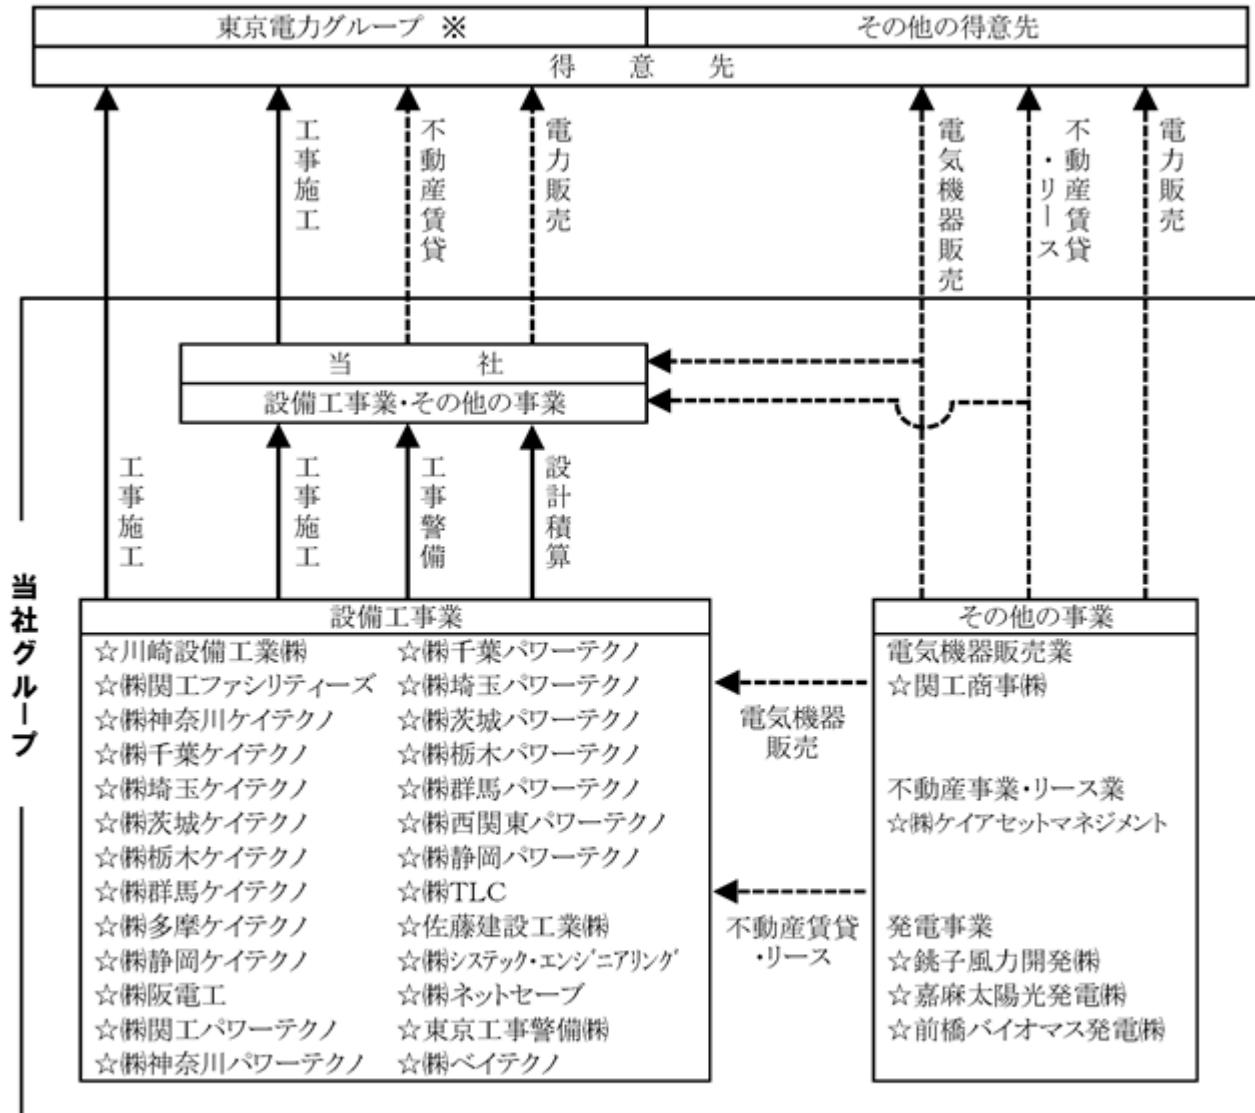 東京電力グループ ※
その他の得意先
得意先
工事施工
不動産賃貸
電力販売
電気機器販売
不動産賃貸
・リース
電力販売
当社
設備工事業・その他の事業
工事施工
工事施工
工事警備
設計積算
当社グループ
設備工事業
☆川崎設備工業㈱
☆㈱関工ファシリティーズ
☆㈱神奈川ケイテクノ
☆㈱千葉ケイテクノ
☆㈱埼玉ケイテクノ
☆㈱茨城ケイテクノ
☆㈱栃木ケイテクノ
☆㈱群馬ケイテクノ
☆㈱多摩ケイテクノ
☆㈱静岡ケイテクノ
☆㈱阪電工
☆㈱関工パワーテクノ
☆㈱神奈川パワーテクノ
☆㈱千葉パワーテクノ
☆㈱埼玉パワーテクノ
☆㈱茨城パワーテクノ
☆㈱栃木パワーテクノ
☆㈱群馬パワーテクノ
☆㈱西関東パワーテクノ
☆㈱静岡パワーテクノ
☆㈱TLC
☆佐藤建設工業㈱
☆㈱システック・エンジニアリング
☆㈱ネットセーブ
☆東京工事警備㈱
☆㈱ベイテクノ
電気機器
販売
不動産賃貸
・リース
その他の事業
電気機器販売業
☆関工商事㈱
不動産事業・リース業
☆㈱ケイアセットマネジメント
発電事業
☆銚子風力開発㈱
☆嘉麻太陽光発電㈱
☆前橋バイオマス発電㈱